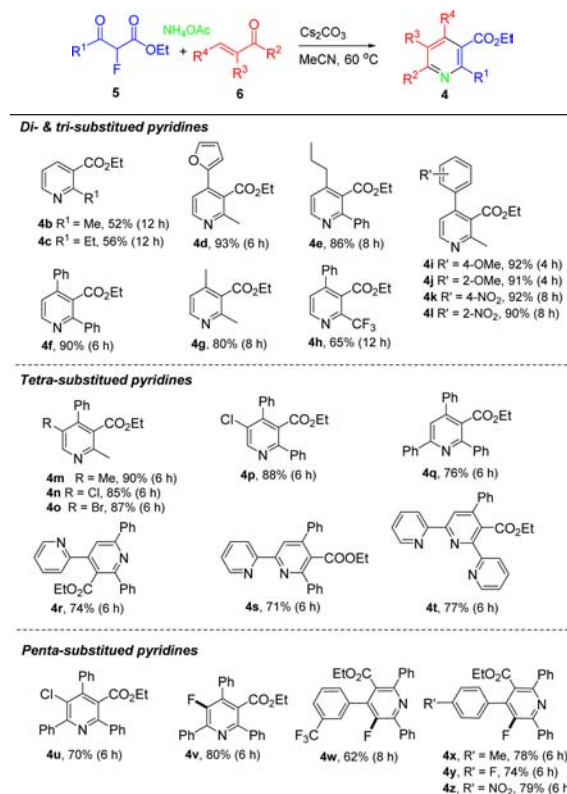 NH4OAc
Cs2CO3
MeCN, 60 °C
O O
R1 OEt
F
+
R4 O
R2
R3
R4
R3 CO2Et
R2 N R1
5 6 4
Di- & tri-substitued pyridines
CO2Et
N R1
4b R1 = Me, 52% (12 h)
4c R1 = Et, 56% (12 h)
O
CO2Et
N
4d, 93% (6 h)
CO2Et
N Ph
4e, 86% (8 h)
R'
CO2Et
N
4i R' = 4-OMe, 92% (4 h)
4j R' = 2-OMe, 91% (4 h)
4k R' = 4-NO2, 92% (8 h)
4l R' = 2-NO2, 90% (8 h)
Ph
CO2Et
N Ph
4f, 90% (6 h)
CO2Et
N
4g, 80% (8 h)
Ph
CO2Et
N CF3
4h, 65% (12 h)
Tetra-substitued pyridines
Ph
R CO2Et
N
4m R = Me, 90% (6 h)
4n R = Cl, 85% (6 h)
4o R = Br, 87% (6 h)
Ph
Cl CO2Et
N Ph
4p, 88% (6 h)
Ph
CO2Et
Ph N Ph
4q, 76% (6 h)
Ph
N N
EtO2C Ph
4r, 74% (6 h)
Ph
COOEt
N N Ph
4s, 71% (6 h)
Ph
CO2Et
N N
N
4t, 77% (6 h)
Penta-substitued pyridines
Ph
Cl CO2Et
Ph N Ph
4u, 70% (6 h)
Ph
F CO2Et
Ph N Ph
4v, 80% (6 h)
EtO2C Ph
N
F3C F Ph
4w, 62% (8 h)
EtO2C Ph
R' N
F Ph
4x, R' = Me, 78% (6 h)
4y, R' = F, 74% (6 h)
4z, R' = NO2, 79% (6 h)